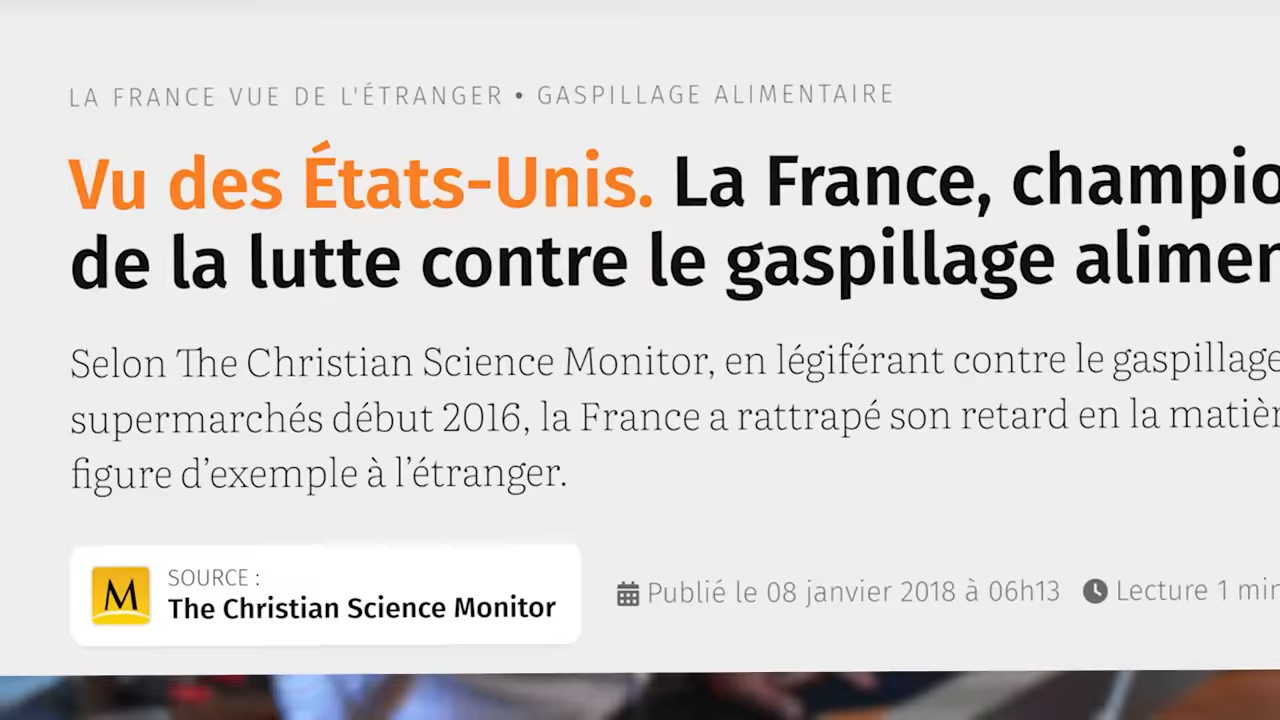 LA FRANCE VUE DE L'ÉTRANGER • GASPILLAGE ALIMENTAIRE
Vu des États-Unis. La France, champio
de la lutte contre le gaspillage alimen
Selon The Christian Science Monitor, en légiférant contre le gaspillage
supermarchés début 2016, la France a rattrapé son retard en la matièr
figure d’exemple à l’étranger.
M
SOURCE :
The Christian Science Monitor
Publié le 08 janvier 2018 à 06h13 Lecture 1 min